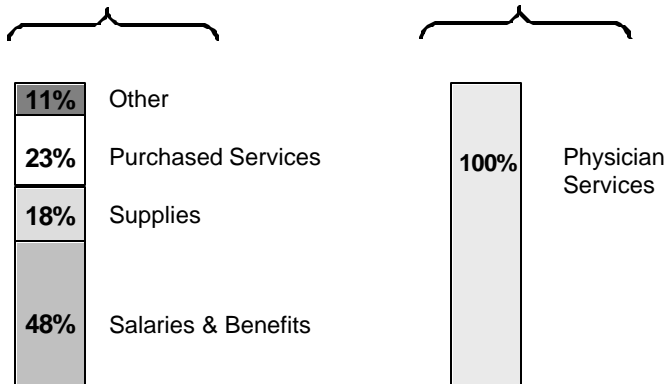 11% Other
23% Purchased Services
18% Supplies
48% Salaries & Benefits
100% Physician
Services